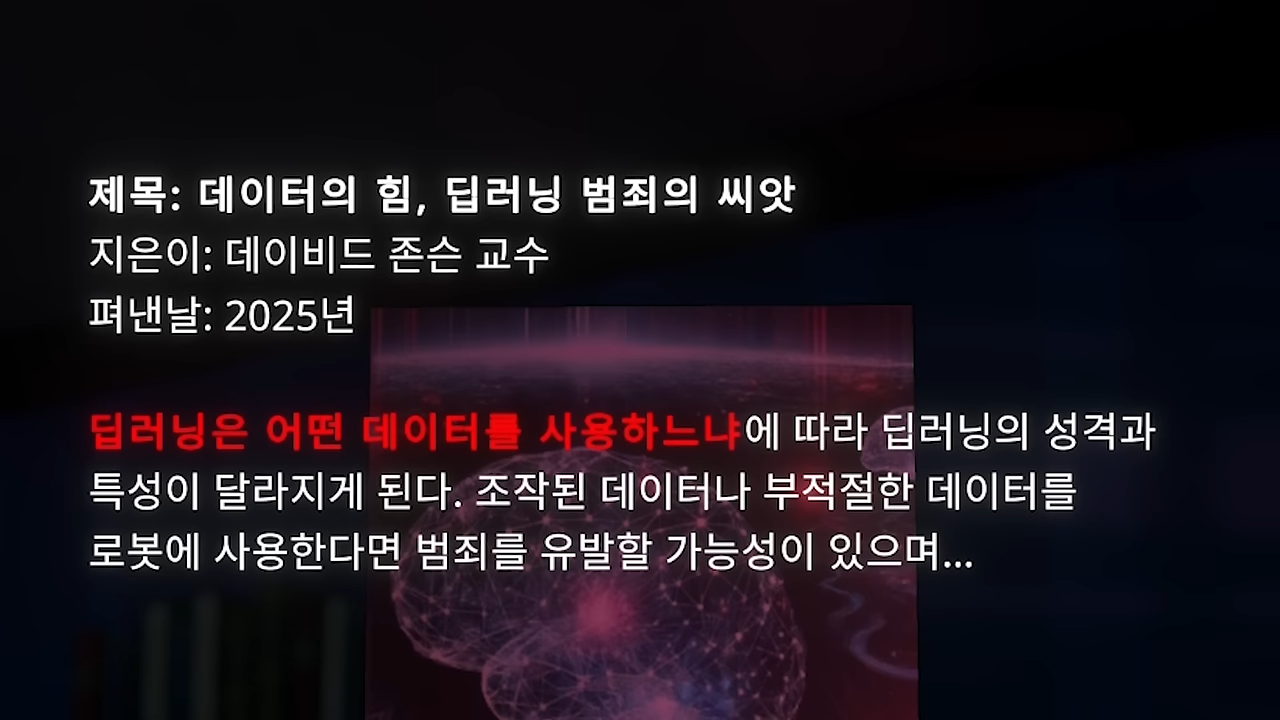 제목: 데이터의 힘, 딥러닝 범죄의 씨앗
지은이: 데이비드 존슨 교수
펴낸날: 2025년
딥러닝은 어떤 데이터를 사용하느냐에 따라 딥러닝의 성격과
특성이 달라지게 된다. 조작된 데이터나 부적절한 데이터를
로봇에 사용한다면 범죄를 유발할 가능성이 있으며...